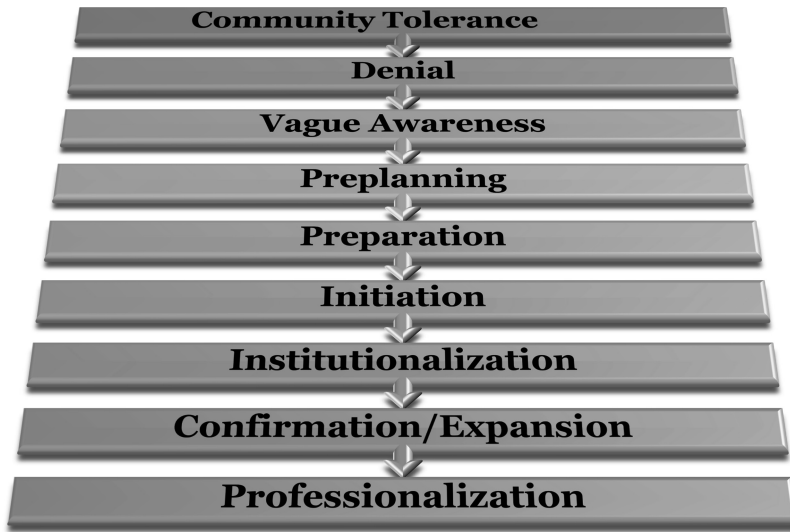 Community Tolerance
Denial
Vague Awareness
Preplanning
Preparation
Initiation
Institutionalization
Confirmation/Expansion
Professionalization